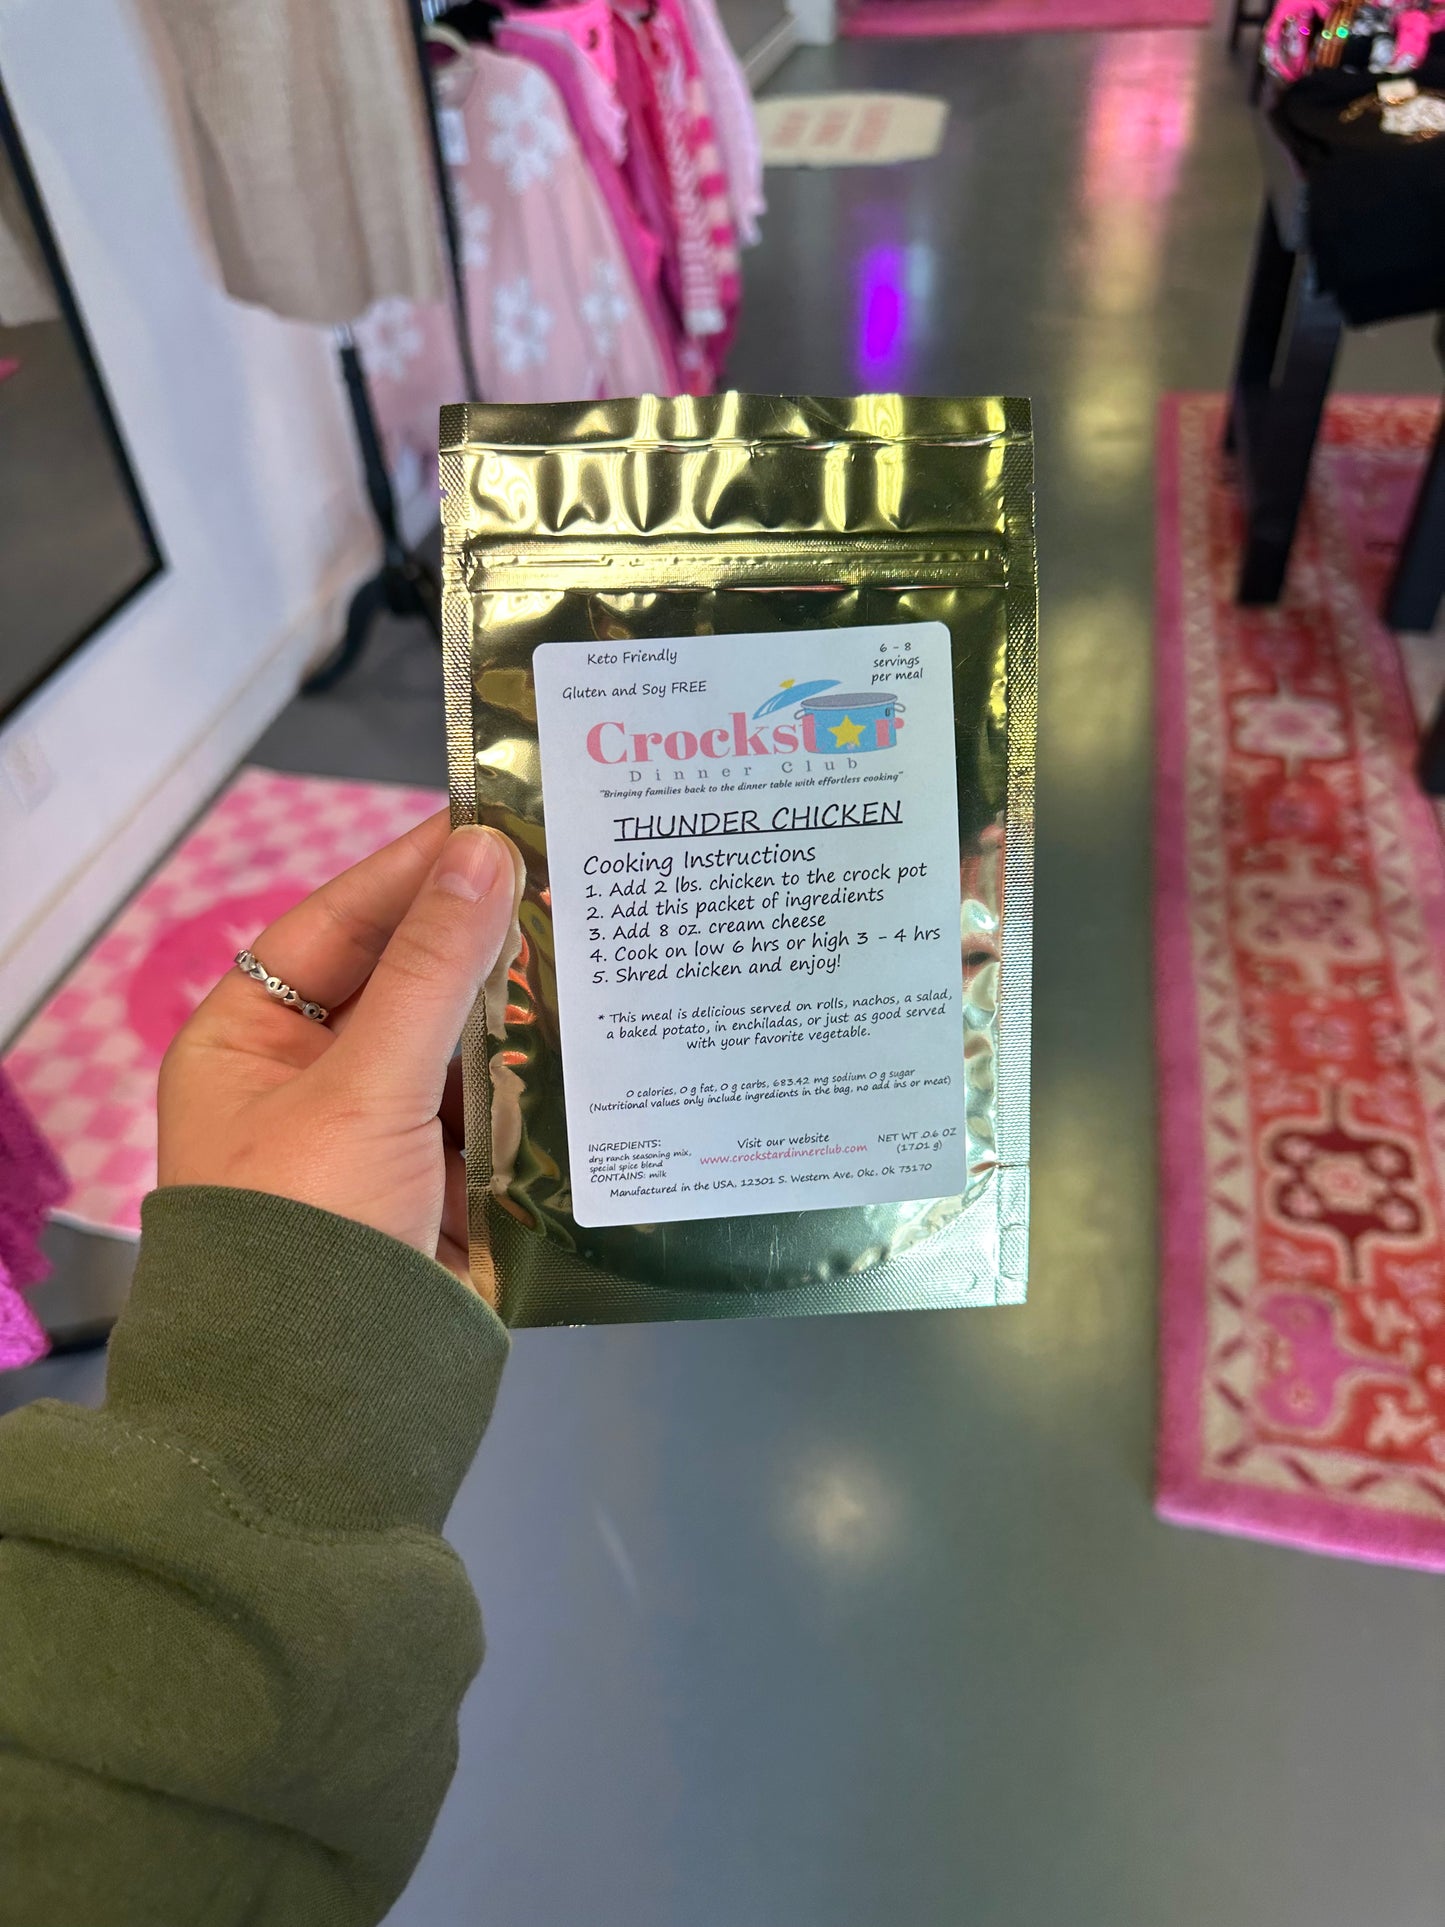 Keto Friendly
6 - 8
servings
per meal
Gluten and Soy FREE
Crockstar
Dinner Club
"Bringing families back to the dinner table with effortless cooking"
THUNDER CHICKEN
Cooking Instructions
1. Add 2 lbs. chicken to the crock pot
2. Add this packet of ingredients
3. Add 8 oz. cream cheese
4. Cook on low 6 hrs or high 3 - 4 hrs
5. Shred chicken and enjoy!
* This meal is delicious served on rolls, nachos, a salad,
a baked potato, in enchiladas, or just as good served
with your favorite vegetable.
0 calories, 0 g fat, 0 g carbs, 683.42 mg sodium 0 g sugar
(Nutritional values only include ingredients in the bag, no add ins or meat)
INGREDIENTS:
dry ranch seasoning mix,
special spice blend
CONTAINS: milk
Visit our website
www.crockstardinnerclub.com
NET WT .06 OZ
(17.01 g)
Manufactured in the USA, 12301 S. Western Ave, Okc, Ok 73170